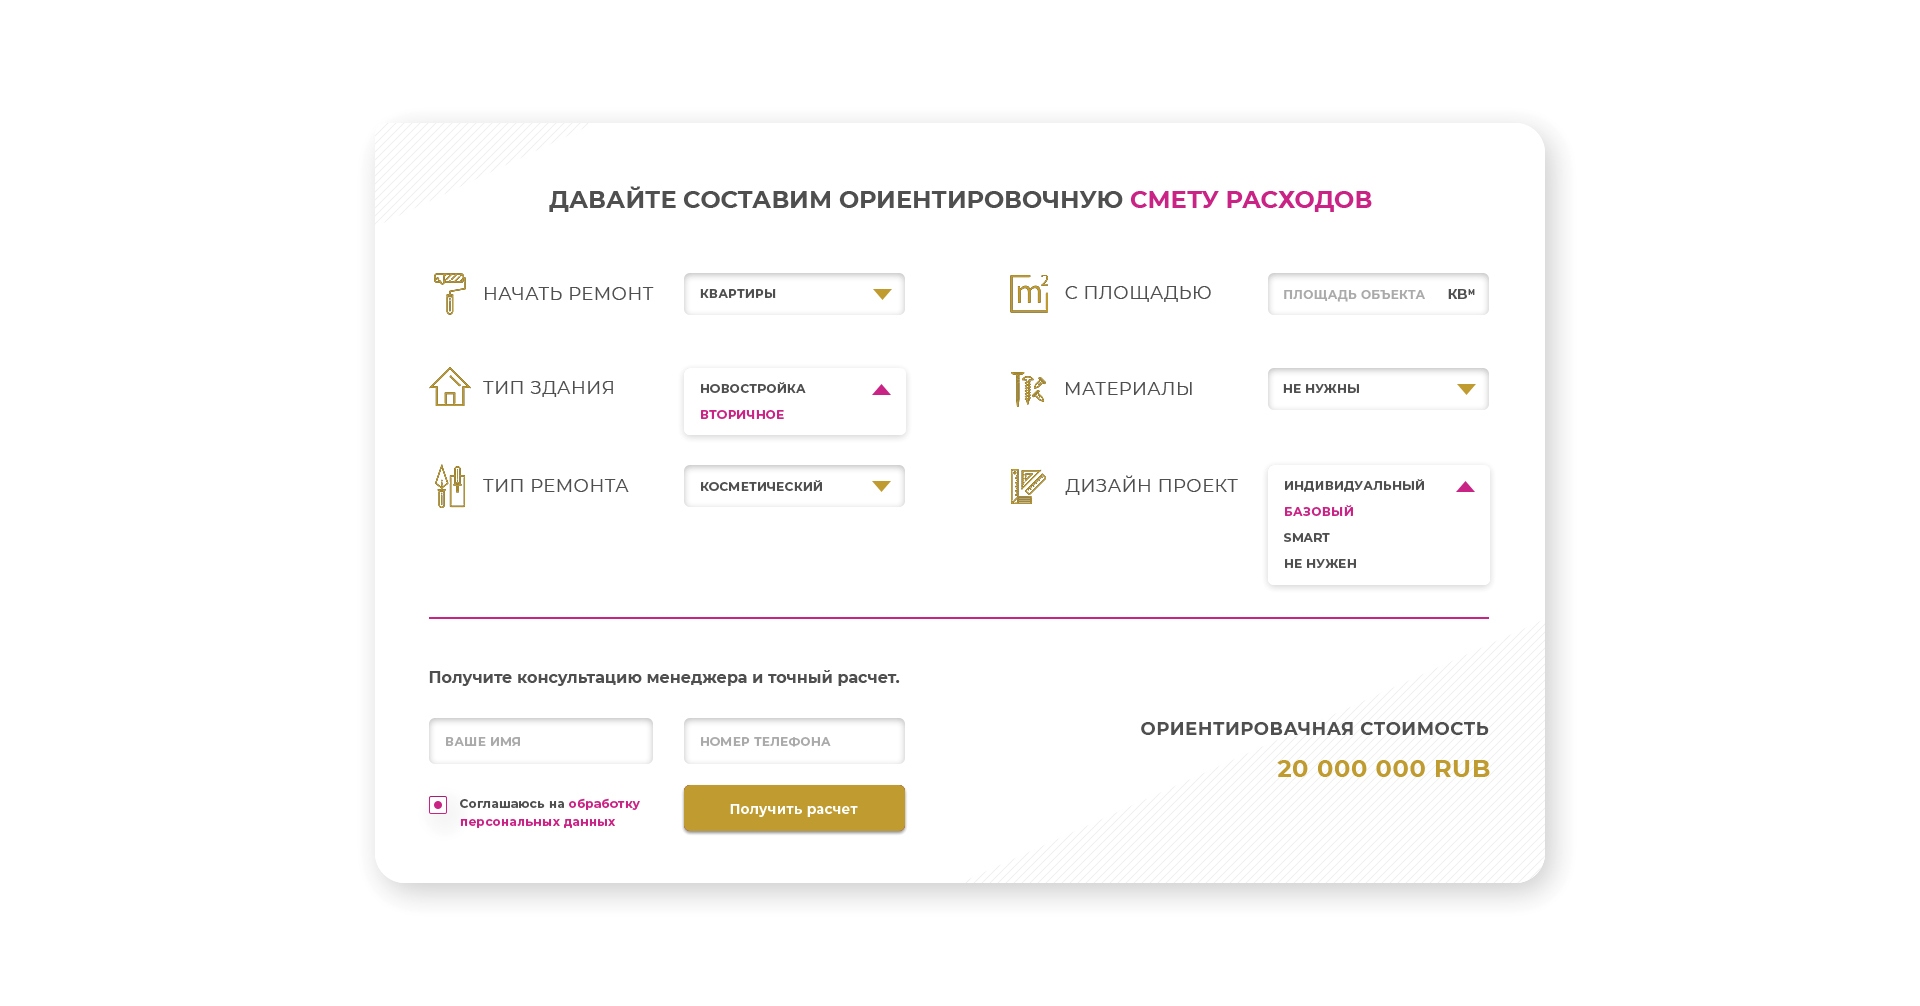 ДАВАЙТЕ СОСТАВИМ ОРИЕНТИРОВОЧНУЮ СМЕТУ РАСХОДОВ
НАЧАТЬ РЕМОНТ
КВАРТИРЫ
m2
С ПЛОЩАДЬЮ
ПЛОЩАДЬ ОБЪЕКТА
КВᴹ
ТИП ЗДАНИЯ
НОВОСТРОЙКА
ВТОРИЧНОЕ
МАТЕРИАЛЫ
НЕ НУЖНЫ
ТИП РЕМОНТА
КОСМЕТИЧЕСКИЙ
ДИЗАЙН ПРОЕКТ
ИНДИВИДУАЛЬНЫЙ
БАЗОВЫЙ
SMART
НЕ НУЖЕН
Получите консультацию менеджера и точный расчет.
ВАШЕ ИМЯ
НОМЕР ТЕЛЕФОНА
Соглашаюсь на обработку
персональных данных
Получить расчет
ОРИЕНТИРОВАЧНАЯ СТОИМОСТЬ
20 000 000 RUB